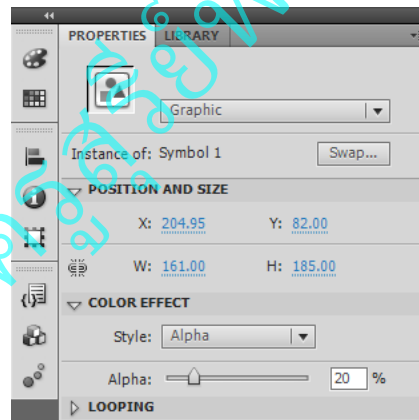 PROPERTIES LIBRARY
Graphic
Instance of: Symbol 1 Swap...
POSITION AND SIZE
X: 204.95 Y: 82.00
W: 161.00 H: 185.00
COLOR EFFECT
Style: Alpha
Alpha: 20 %
LOOPING